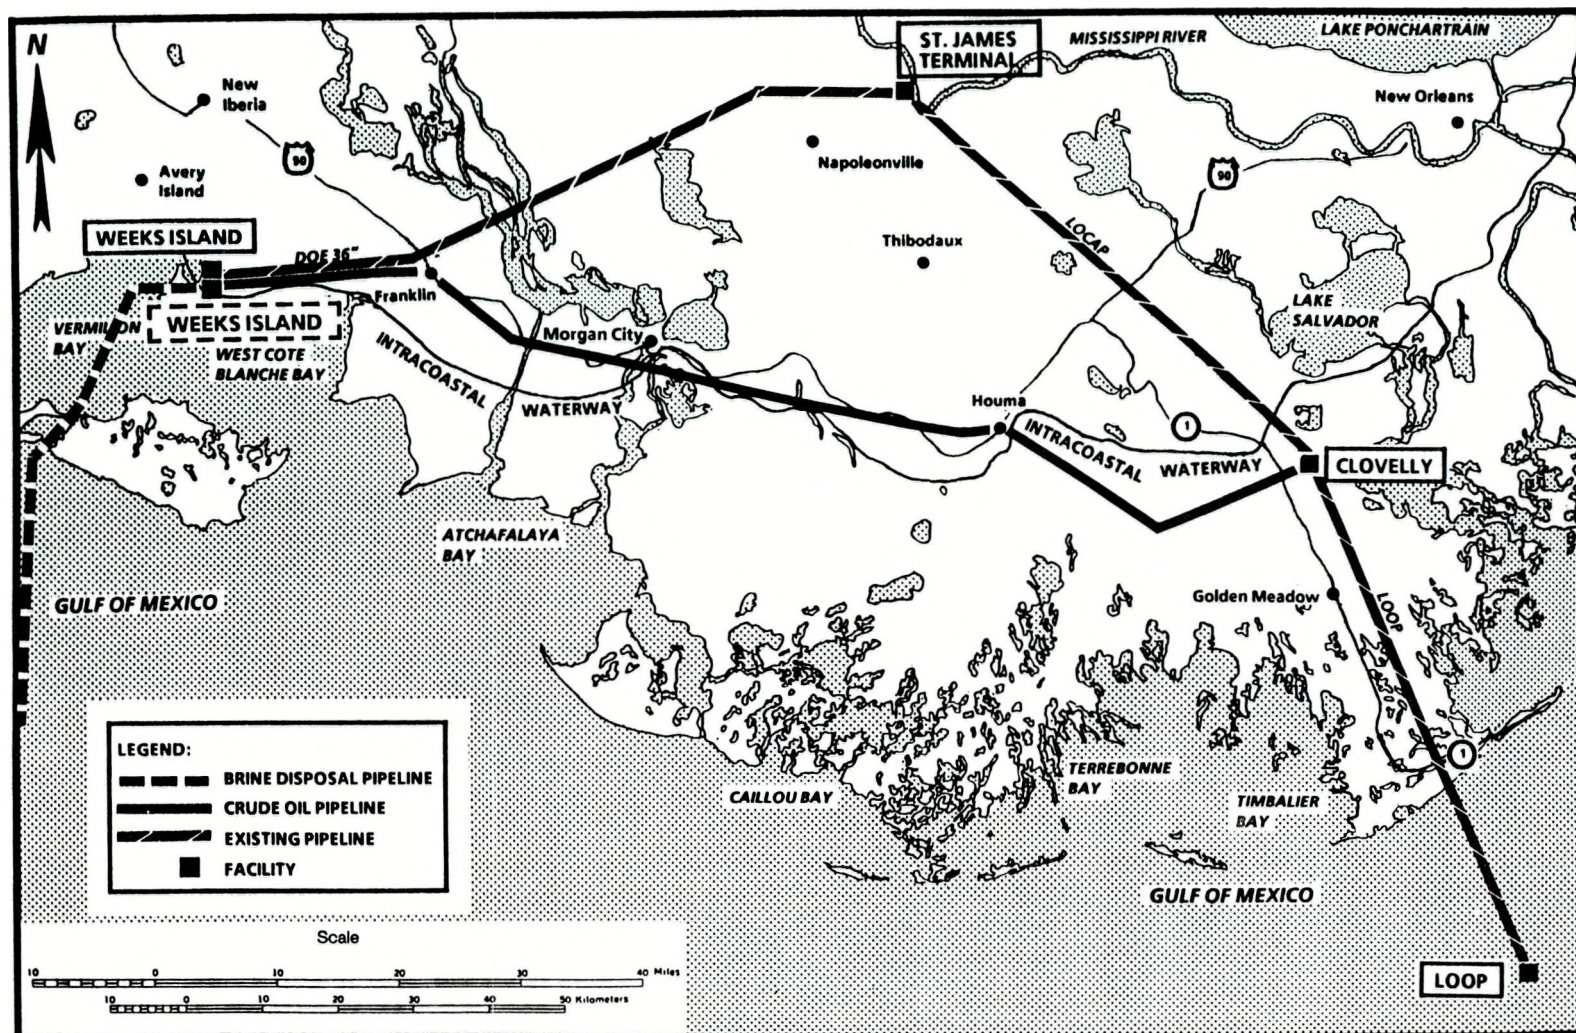 N
ST. JAMES
TERMINAL
MISSISSIPPI RIVER
LAKE PONCHARTRAIN
New
Iberia
90
New Orleans
Napoleonville
Avery
Island
90
WEEKS ISLAND
LOCAP
Thibodaux
DOE 36"
Franklin
LAKE
SALVADOR
VERMILION
BAY
WEEKS ISLAND
WEST COTE
BLANCHE BAY
Morgan City
INTRACOASTAL
WATERWAY
Houma
INTRACOASTAL
WATERWAY
1
CLOVELLY
ATCHAFALAYA
BAY
GULF OF MEXICO
Golden Meadow
LOOP
LEGEND:
BRINE DISPOSAL PIPELINE
CRUDE OIL PIPELINE
EXISTING PIPELINE
FACILITY
CAILLOU BAY
TERREBONNE
BAY
TIMBALIER
BAY
1
GULF OF MEXICO
LOOP
Scale
10 0 10 20 30 40 Miles
10 0 10 20 30 40 50 Kilometers